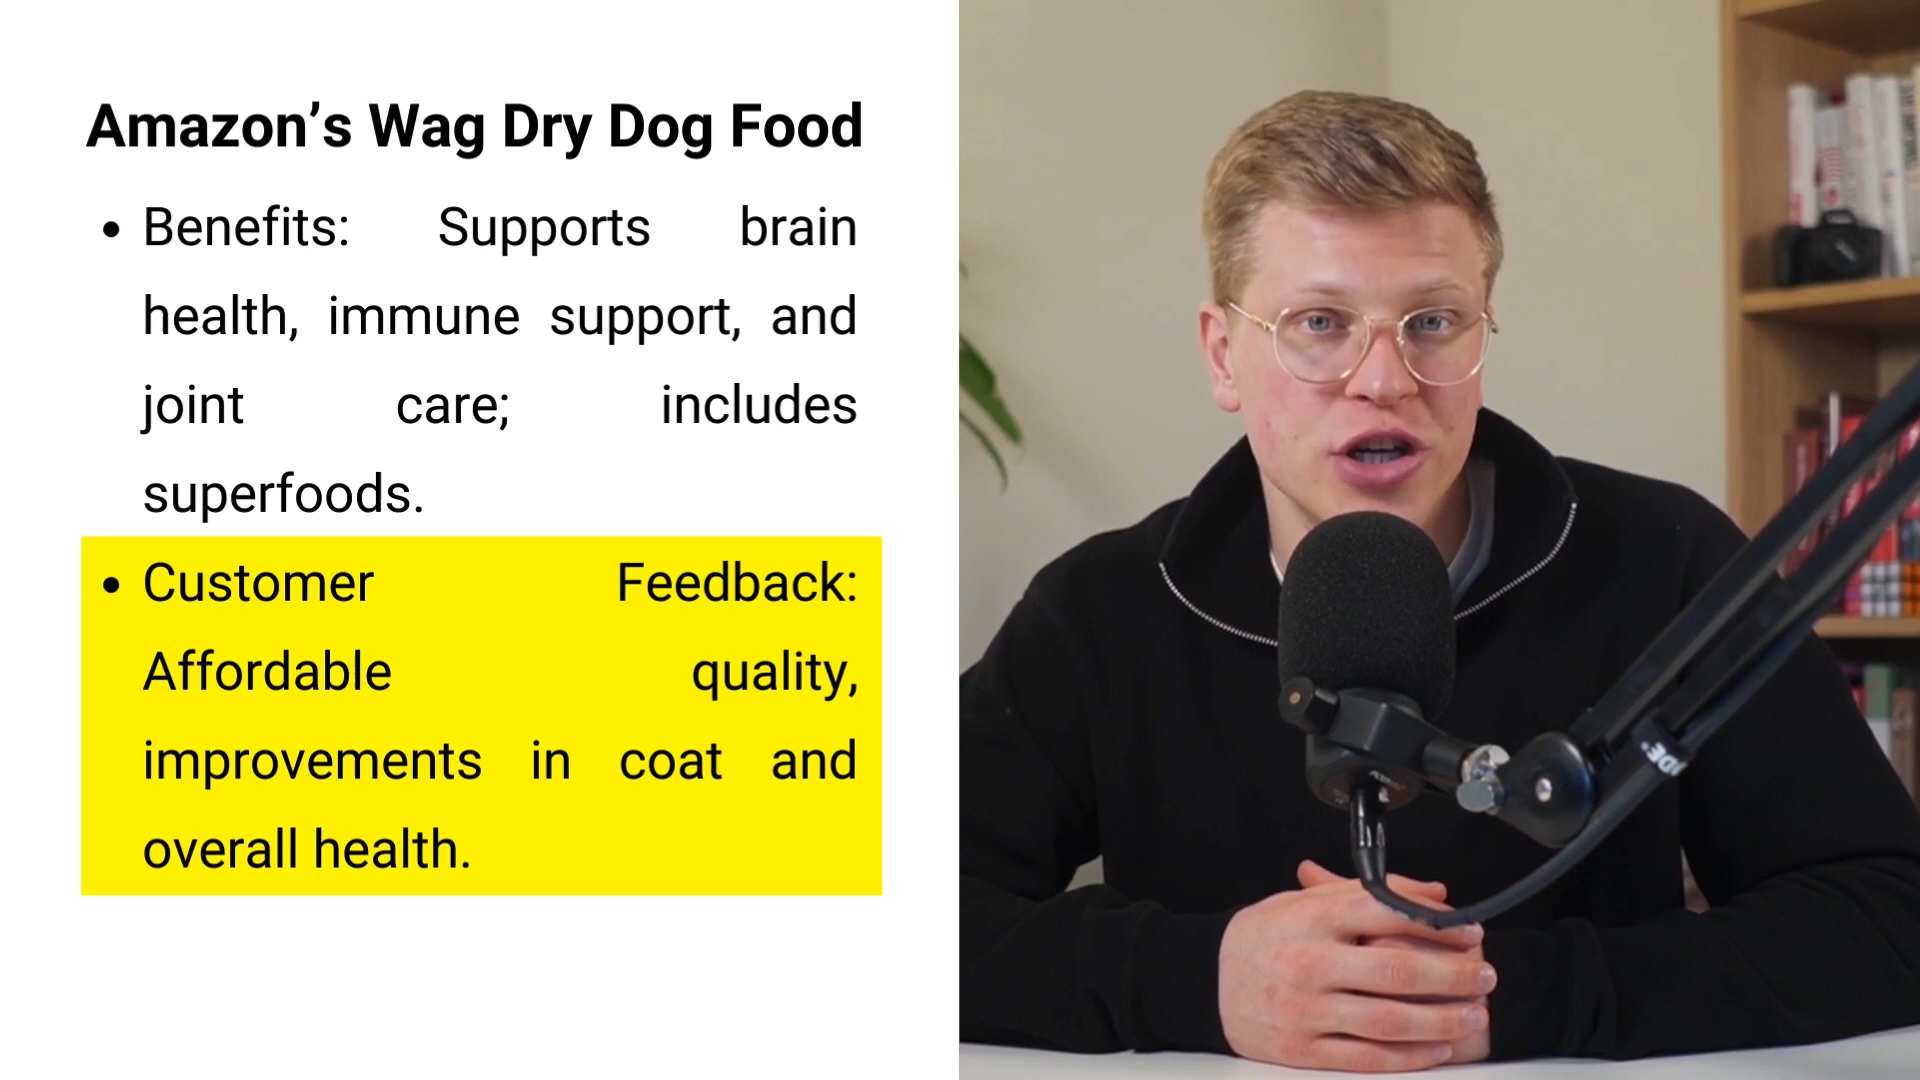 Amazon’s Wag Dry Dog Food
• Benefits: Supports brain
health, immune support, and
joint care; includes
superfoods.
• Customer Feedback:
Affordable quality,
improvements in coat and
overall health.